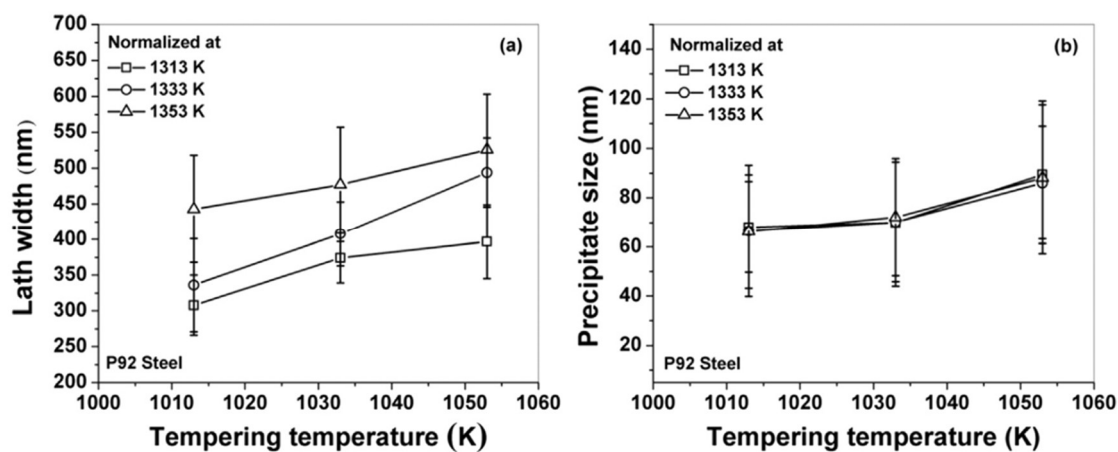 700
650
600
550
500
450
400
350
300
250
200
Lath width (nm)
Normalized at
1313 K
1333 K
1353 K
(a)
P92 Steel
1000 1010 1020 1030 1040 1050 1060
Tempering temperature (K)
140
120
100
80
60
40
20
Precipitate size (nm)
Normalized at
1313 K
1333 K
1353 K
(b)
P92 Steel
1000 1010 1020 1030 1040 1050 1060
Tempering temperature (K)